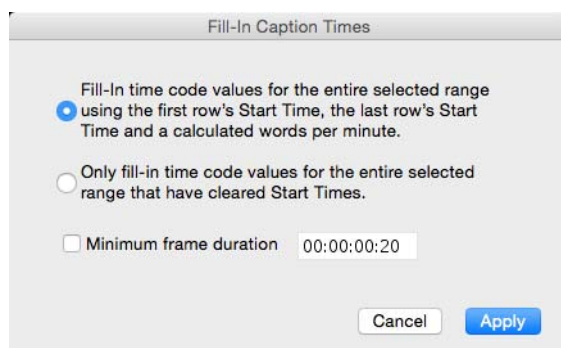 Fill-In Caption Times
Fill-In time code values for the entire selected range
using the first row's Start Time, the last row's Start
Time and a calculated words per minute.
Only fill-in time code values for the entire selected
range that have cleared Start Times.
Minimum frame duration 00:00:00:20
Cancel Apply